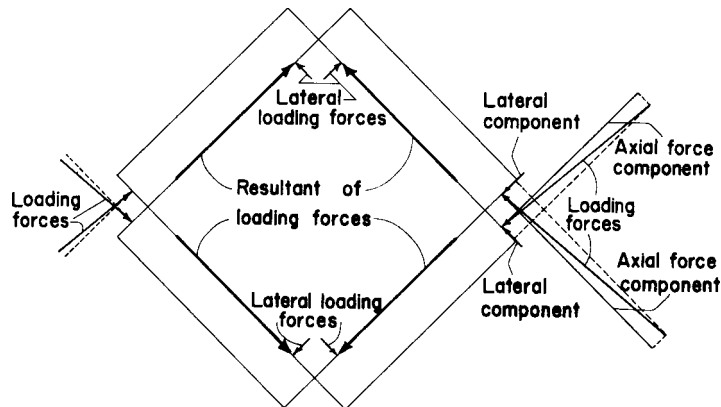 Lateral
loading forces
Lateral
component
Axial force
component
Loading
forces
Resultant of
loading forces
Loading
forces
Axial force
component
Lateral loading
forces
Lateral
component